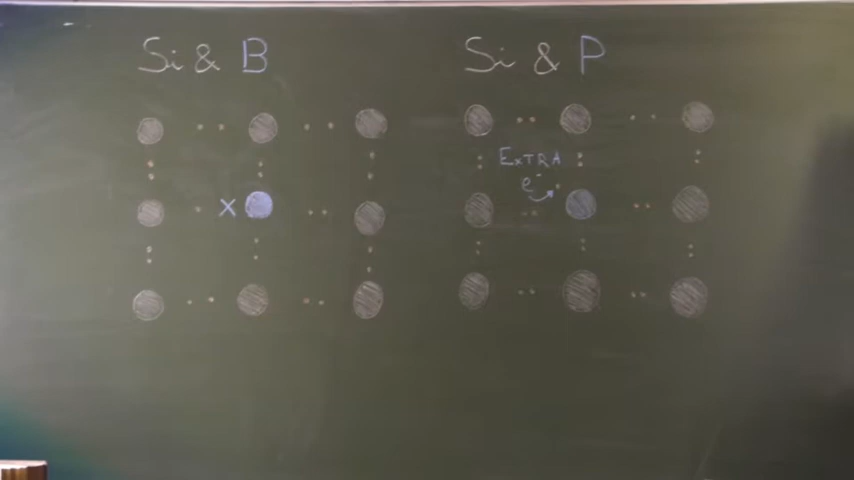 Si & B
Si & P
EXTRA
e⁻
X